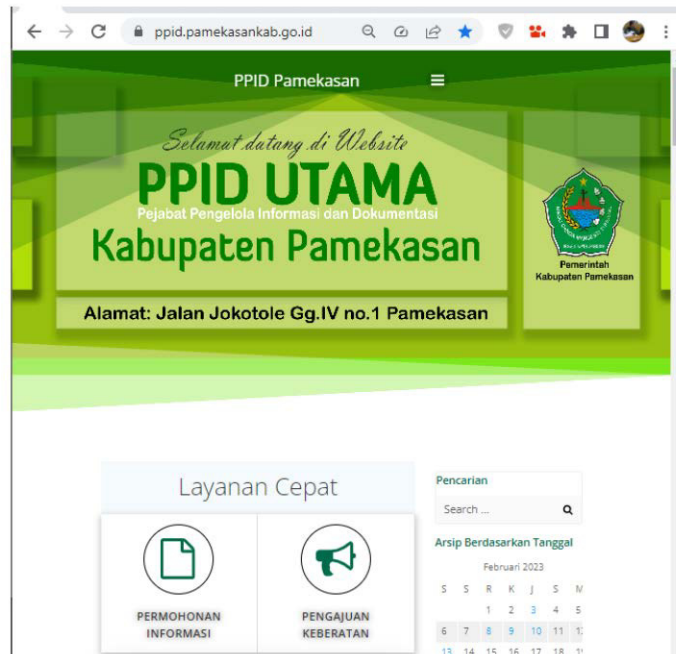 ppid.pamekasankab.go.id
PPID Pamekasan
Selamat datang di Website
PPID UTAMA
Pejabat Pengelola Informasi dan Dokumentasi
Kabupaten Pamekasan
Pemerintah
Kabupaten Pamekasan
Alamat: Jalan Jokotole Gg.IV no.1 Pamekasan
Layanan Cepat
PERMOHONAN
INFORMASI
PENGAJUAN
KEBERATAN
Pencarian
Search ...
Arsip Berdasarkan Tanggal
Februari 2023
S S R K J S
1 2 3 4 5
6 7 8 9 10 11
13 14 15 16 17 18